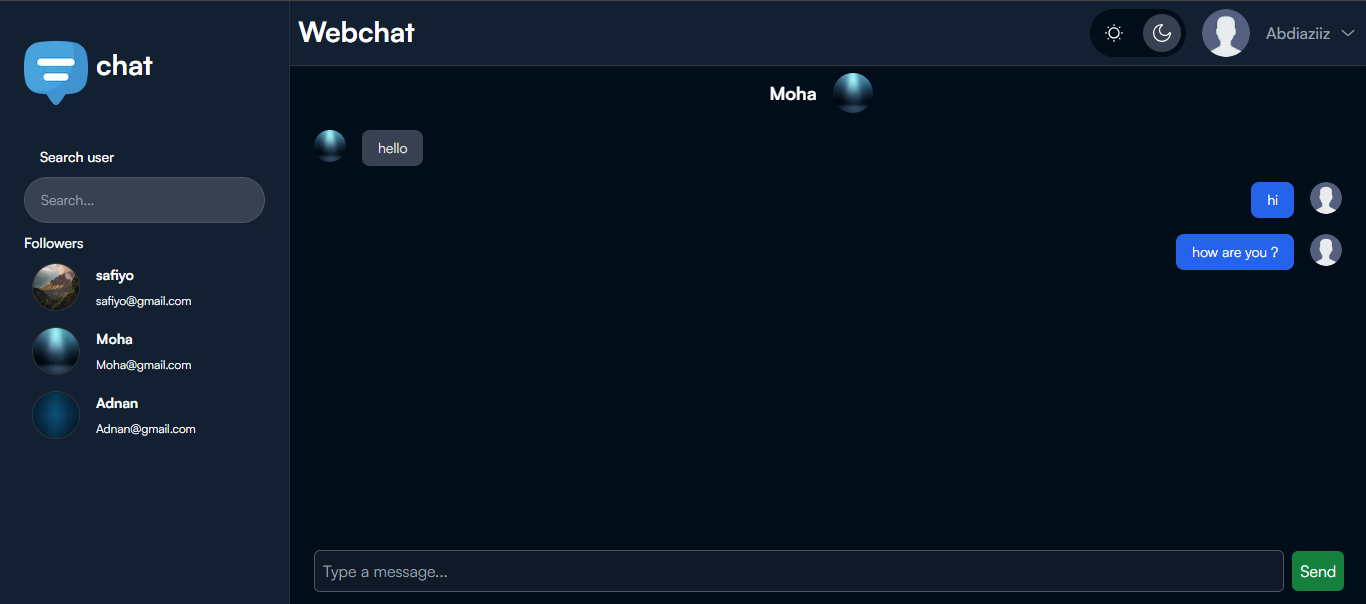 chat
Search user
Search...
Followers
safiyo
safiyo@gmail.com
Moha
Moha@gmail.com
Adnan
Adnan@gmail.com
Webchat
Abdiaziiz
Moha
hello
hi
how are you ?
Type a message...
Send